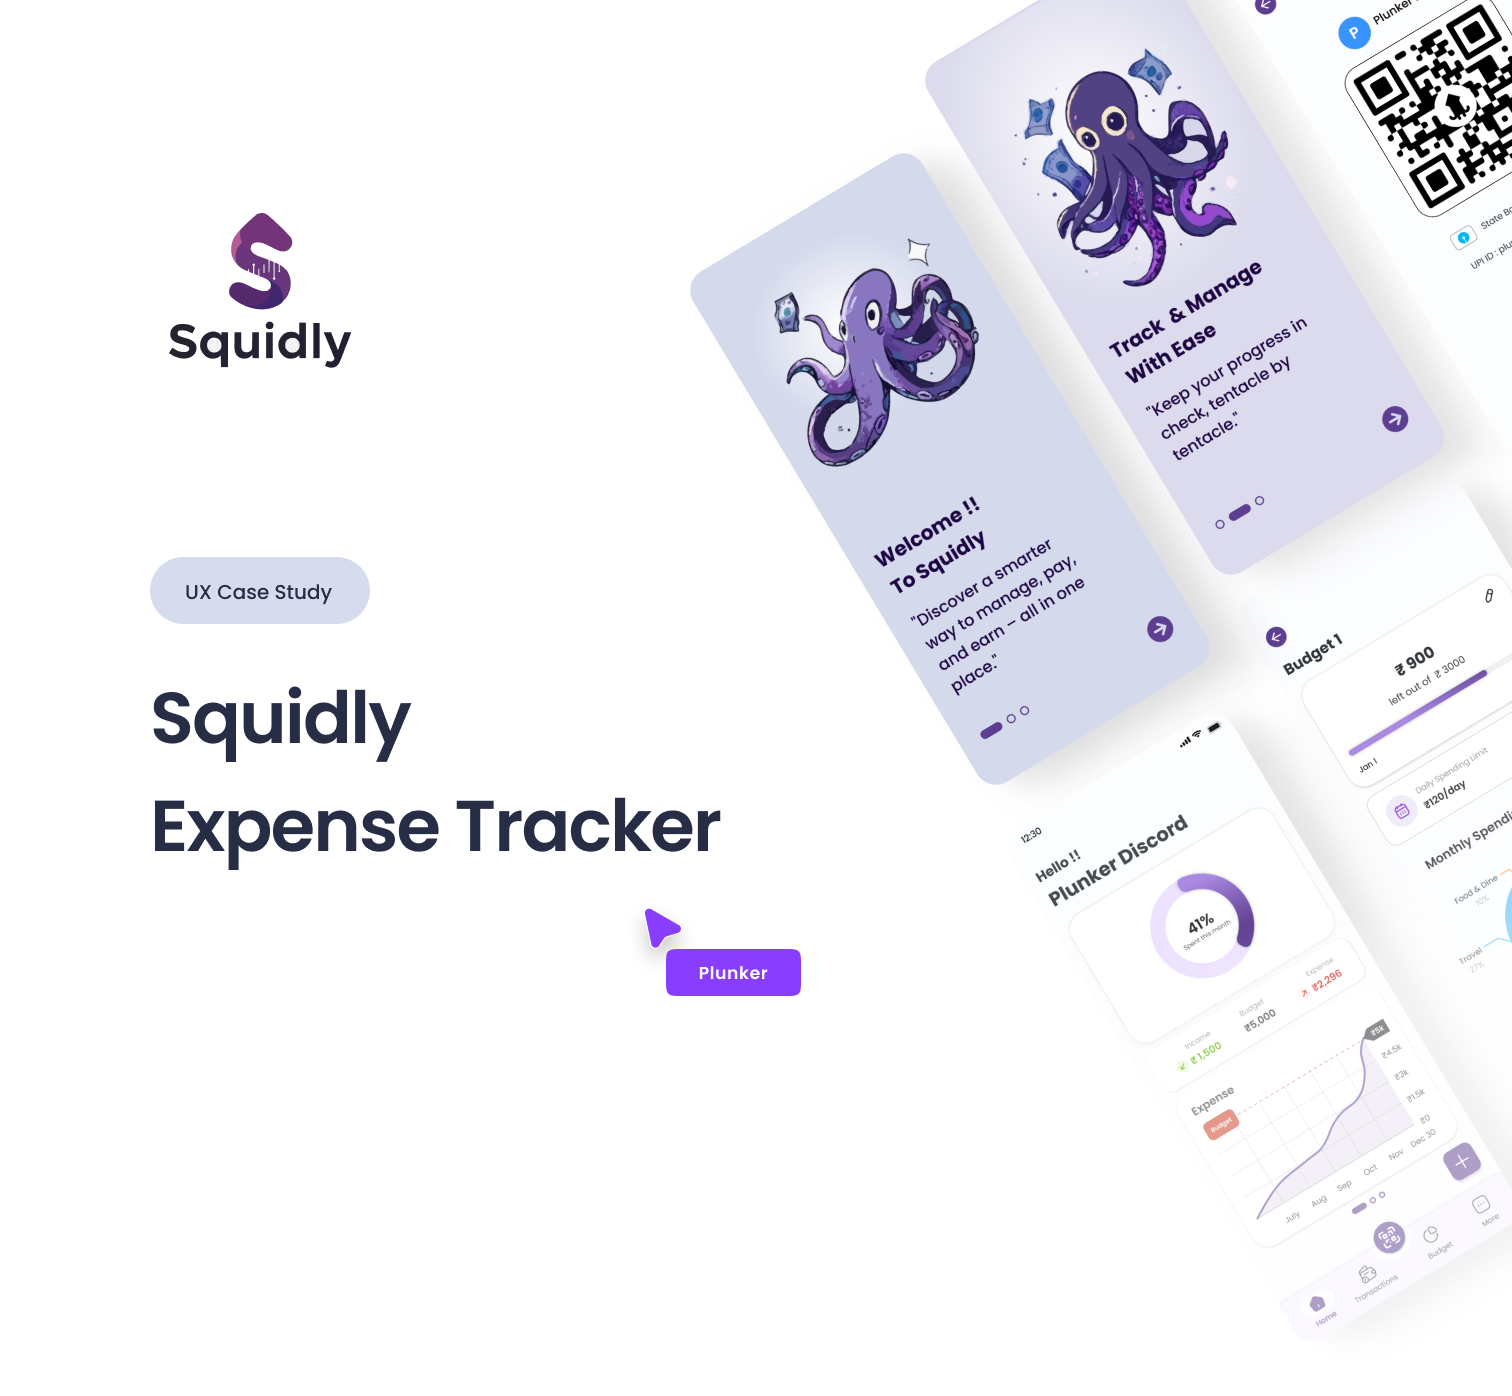 Squidly
UX Case Study
Squidly
Expense Tracker
Plunker
Welcome !!
To Squidly
"Discover a smarter
way to manage, pay,
and earn – all in one
place."
Track & Manage
With Ease
"Keep your progress in
check, tentacle by
tentacle."
P
Plunker
State
UPI ID :
12:30
Hello !!
Plunker Discord
41%
Spent this month
Income
₹ 1,500
Budget
₹5,000
Expense
₹2,296
Expense
Budget
₹5k
₹4.5k
₹3k
₹1.5k
₹0
July
Aug
Sep
Oct
Nov
Dec 30
Home
Transactions
Budget
More
Budget 1
₹ 900
left out of ₹ 3000
Jan 1
Daily Spending Limit
₹120/day
Monthly
Food & Dine
10%
Travel
27%